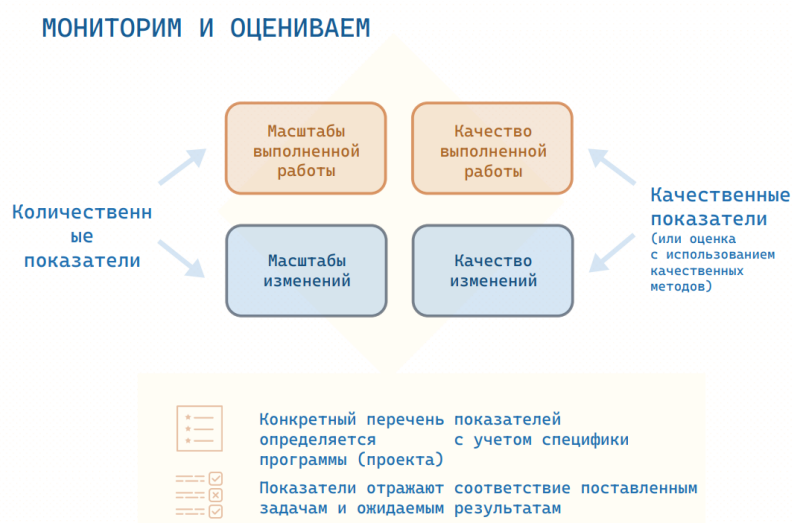 МОНИТОРИМ И ОЦЕНИВАЕМ
Масштабы
выполненной
работы
Качество
выполненной
работы
Количественн
ые
показатели
Качественные
показатели
(или оценка
с использованием
качественных
методов)
Масштабы
изменений
Качество
изменений
Конкретный перечень показателей
определяется с учетом специфики
программы (проекта)
Показатели отражают соответствие поставленным
задачам и ожидаемым результатам